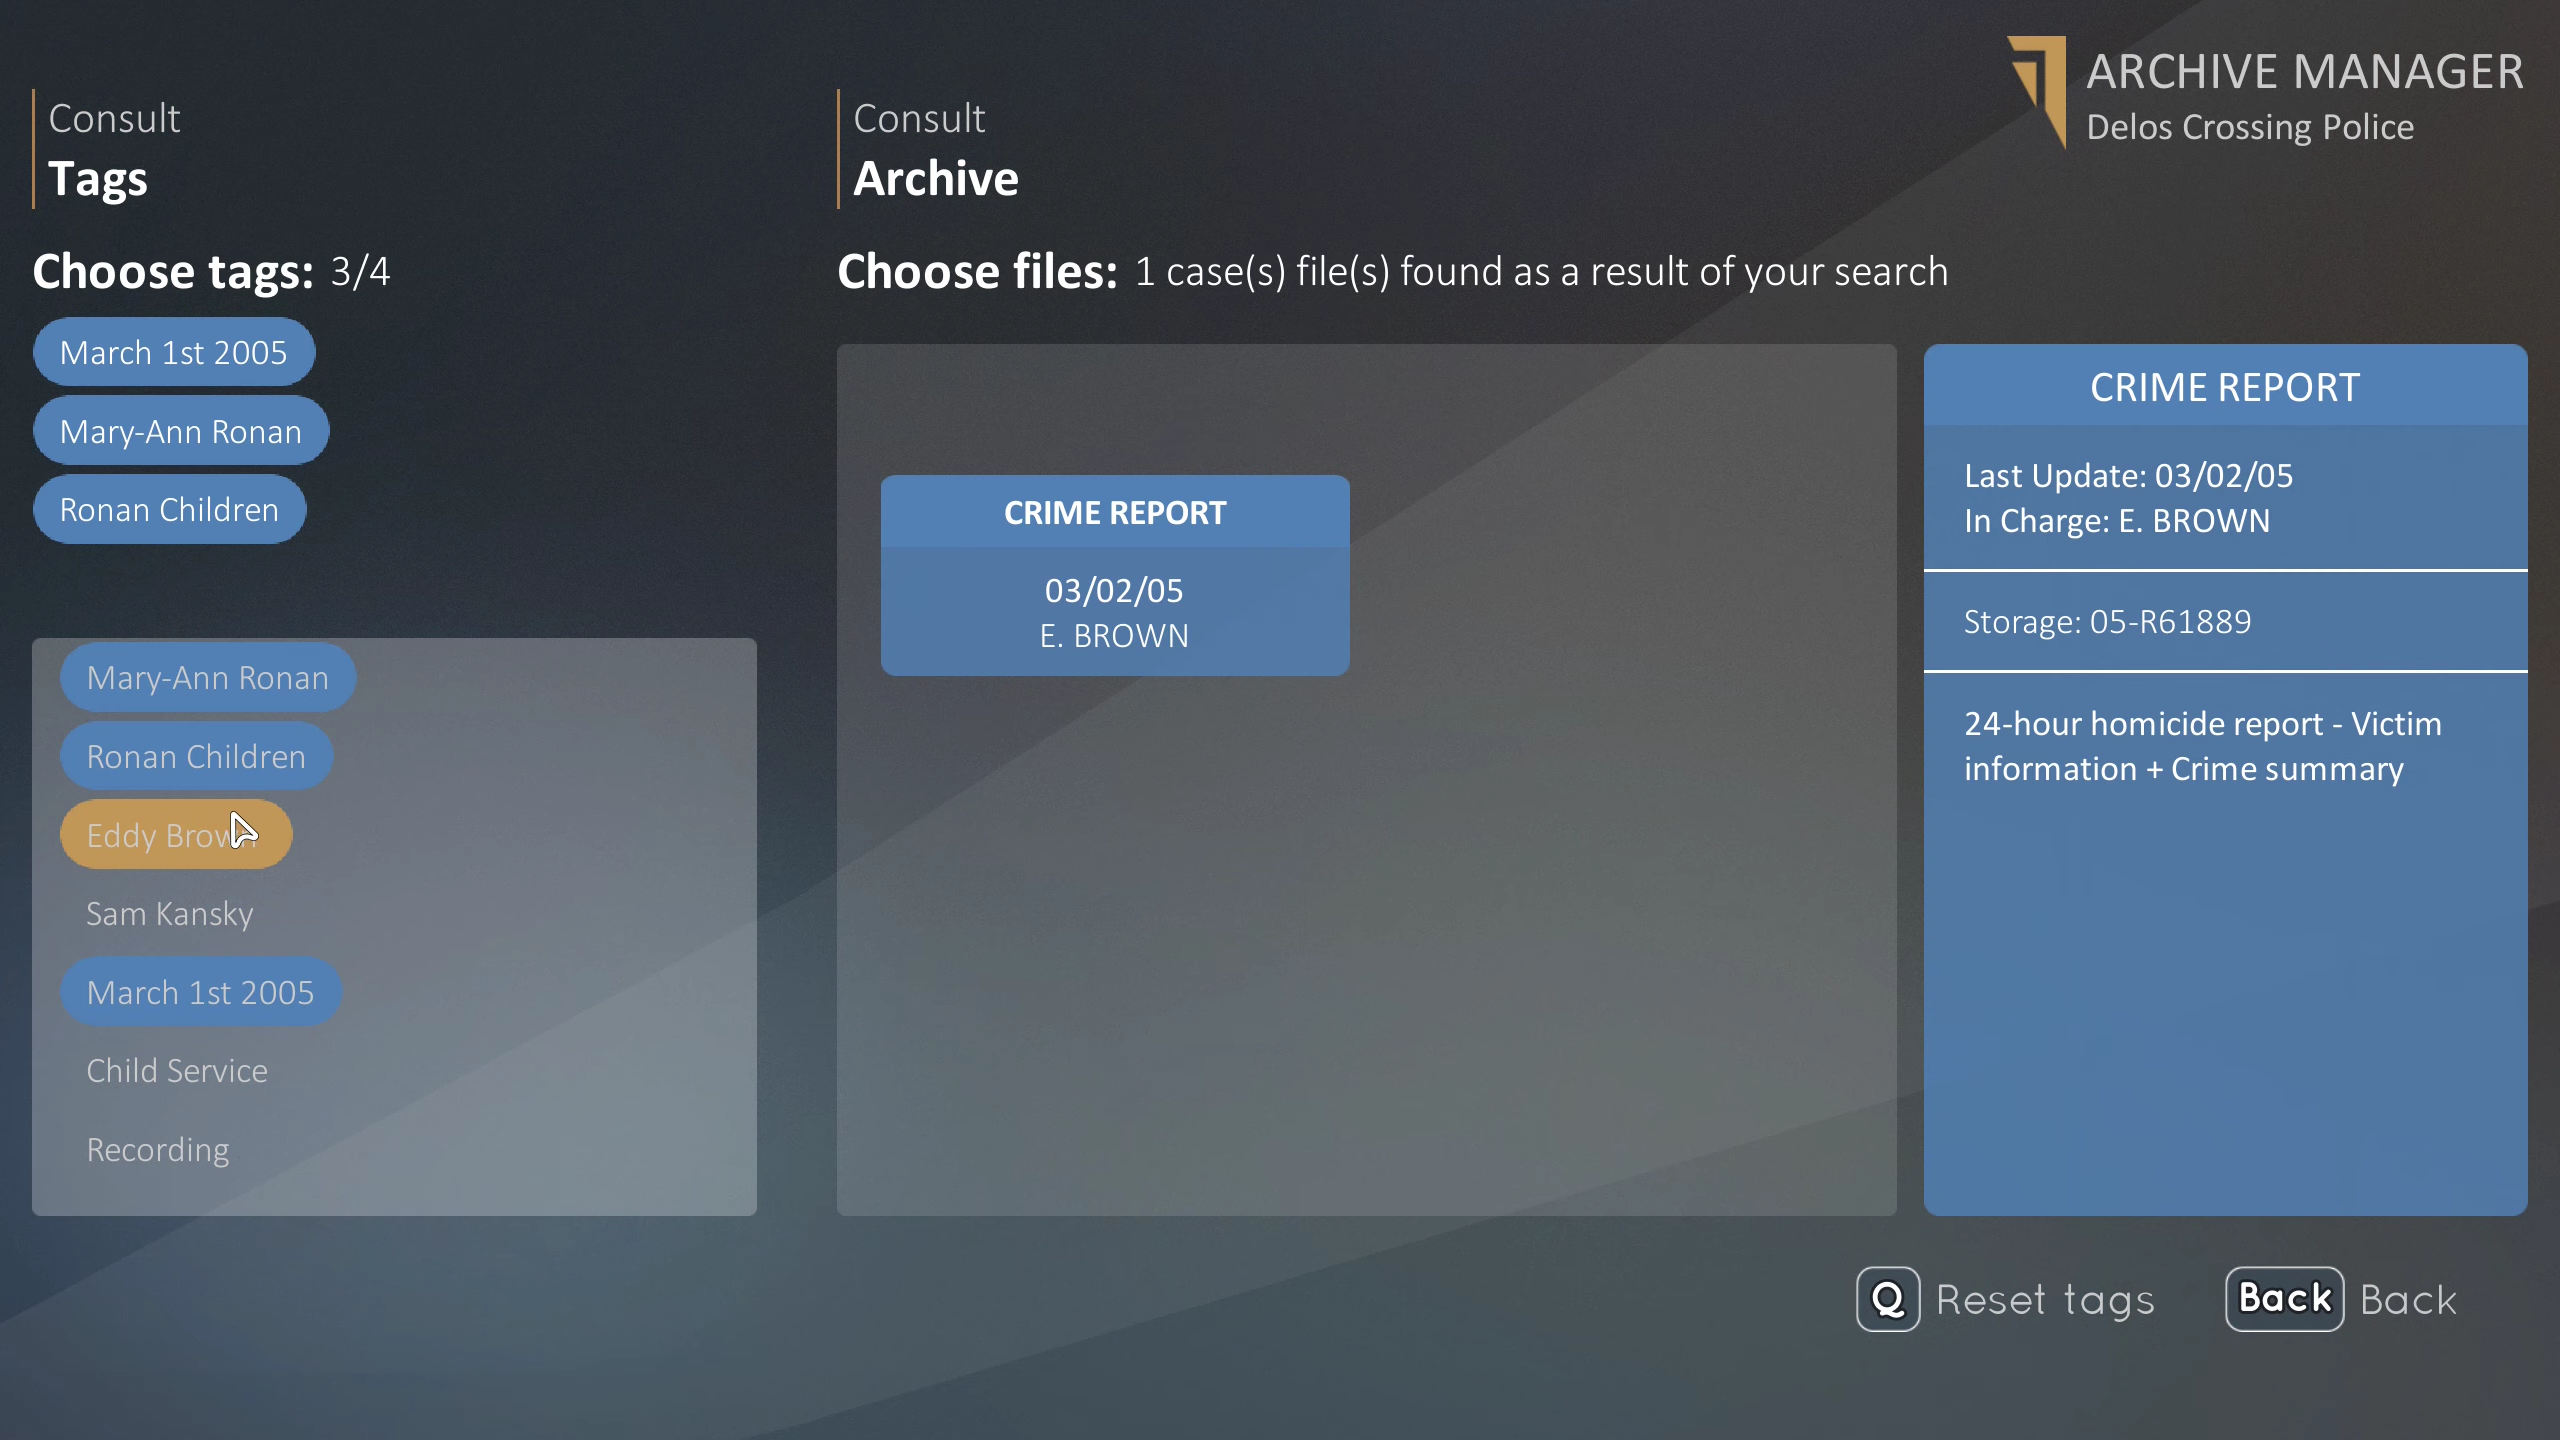 ARCHIVE MANAGER
Delos Crossing Police
Consult
Tags
Choose tags: 3/4
March 1st 2005
Mary-Ann Ronan
Ronan Children
Mary-Ann Ronan
Ronan Children
Eddy Brown
Sam Kansky
March 1st 2005
Child Service
Recording
Consult
Archive
Choose files: 1 case(s) file(s) found as a result of your search
CRIME REPORT
03/02/05
E. BROWN
CRIME REPORT
Last Update: 03/02/05
In Charge: E. BROWN
Storage: 05-R61889
24-hour homicide report - Victim
information + Crime summary
Q Reset tags
Back Back